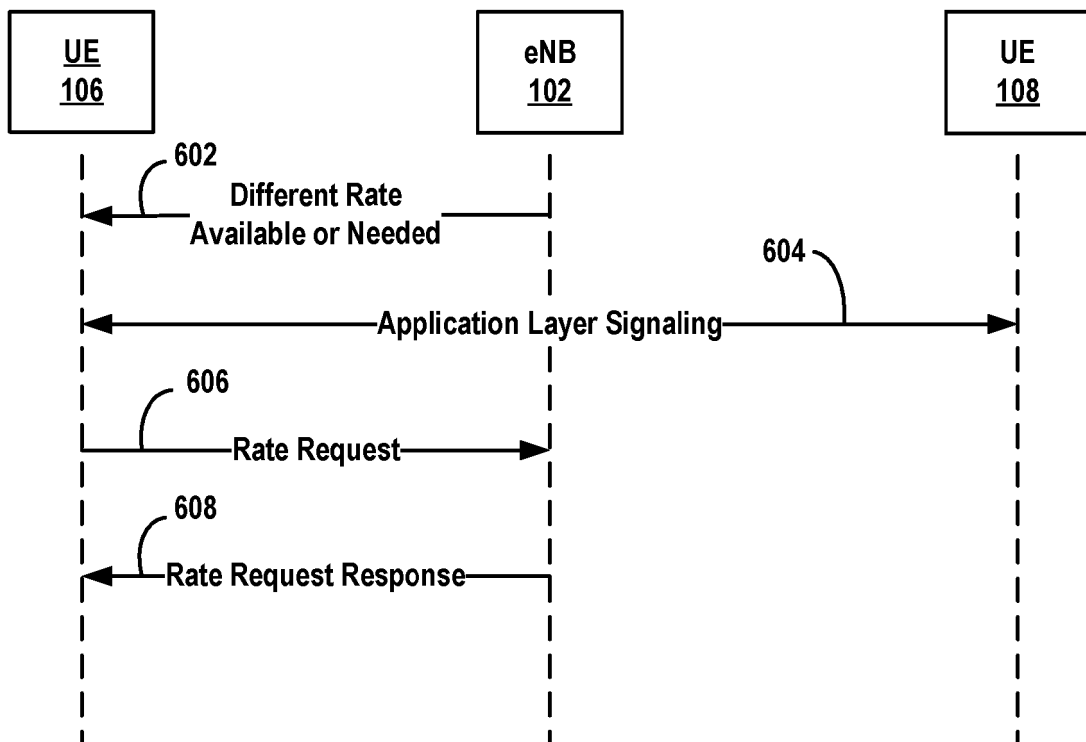 UE
106
eNB
102
UE
108
602
Different Rate
Available or Needed
604
Application Layer Signaling
606
Rate Request
608
Rate Request Response